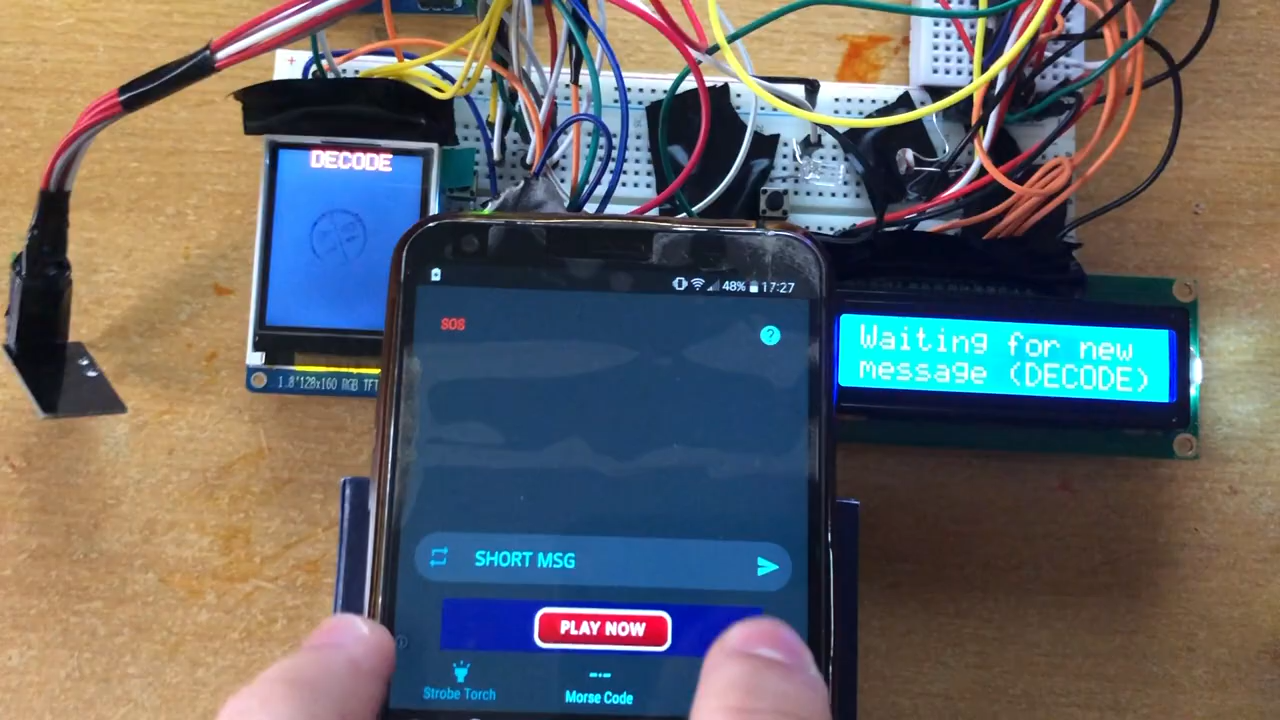 +
DECODE
1.8'128x160 RGB TFT
48% 17:27
SOS
?
SHORT MSG
PLAY NOW
Strobe Torch
Morse Code
Waiting for new
message (DECODE)